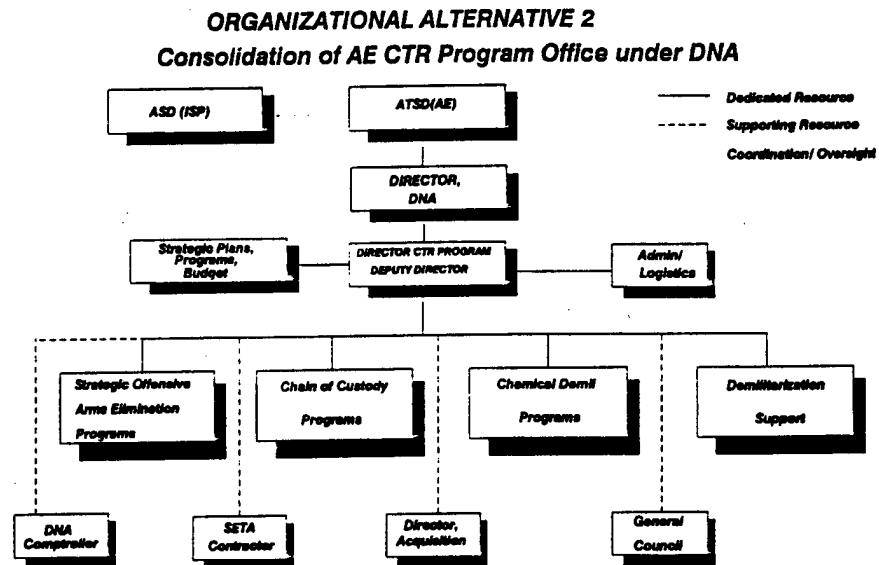 ORGANIZATIONAL ALTERNATIVE 2
Consolidation of AE CTR Program Office under DNA
ASD (ISP)
ATSD(AE)
Dedicated Resource
Supporting Resource
Coordination/ Oversight
DIRECTOR,
DNA
Strategic Plans,
Programs,
Budget
DIRECTOR CTR PROGRAM
DEPUTY DIRECTOR
Admin/
Logistics
Strategic Offensive
Arms Elimination
Programs
Chain of Custody
Programs
Chemical Demil
Programs
Demilitarization
Support
DNA
Comptroller
SETA
Contractor
Director,
Acquisition
General
Council